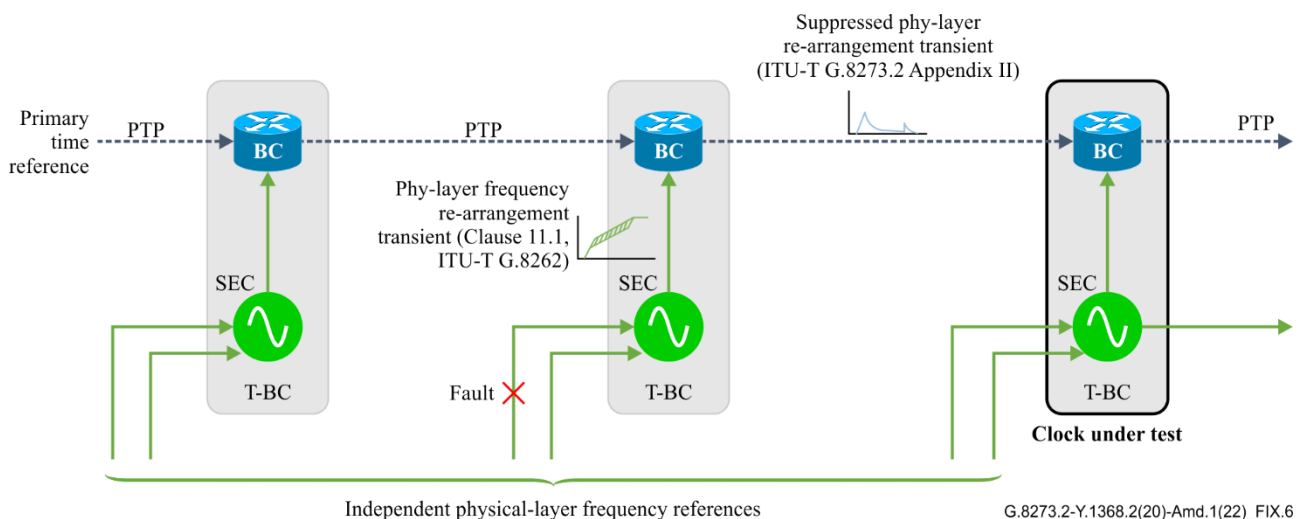 Suppressed phy-layer
re-arrangement transient
(ITU-T G.8273.2 Appendix II)
Primary
time
reference
PTP
PTP
PTP
BC
BC
BC
Phy-layer frequency
re-arrangement
transient (Clause 11.1,
ITU-T G.8262)
SEC
SEC
SEC
Fault
T-BC
T-BC
T-BC
Clock under test
Independent physical-layer frequency references
G.8273.2-Y.1368.2(20)-Amd.1(22)_FIX.6